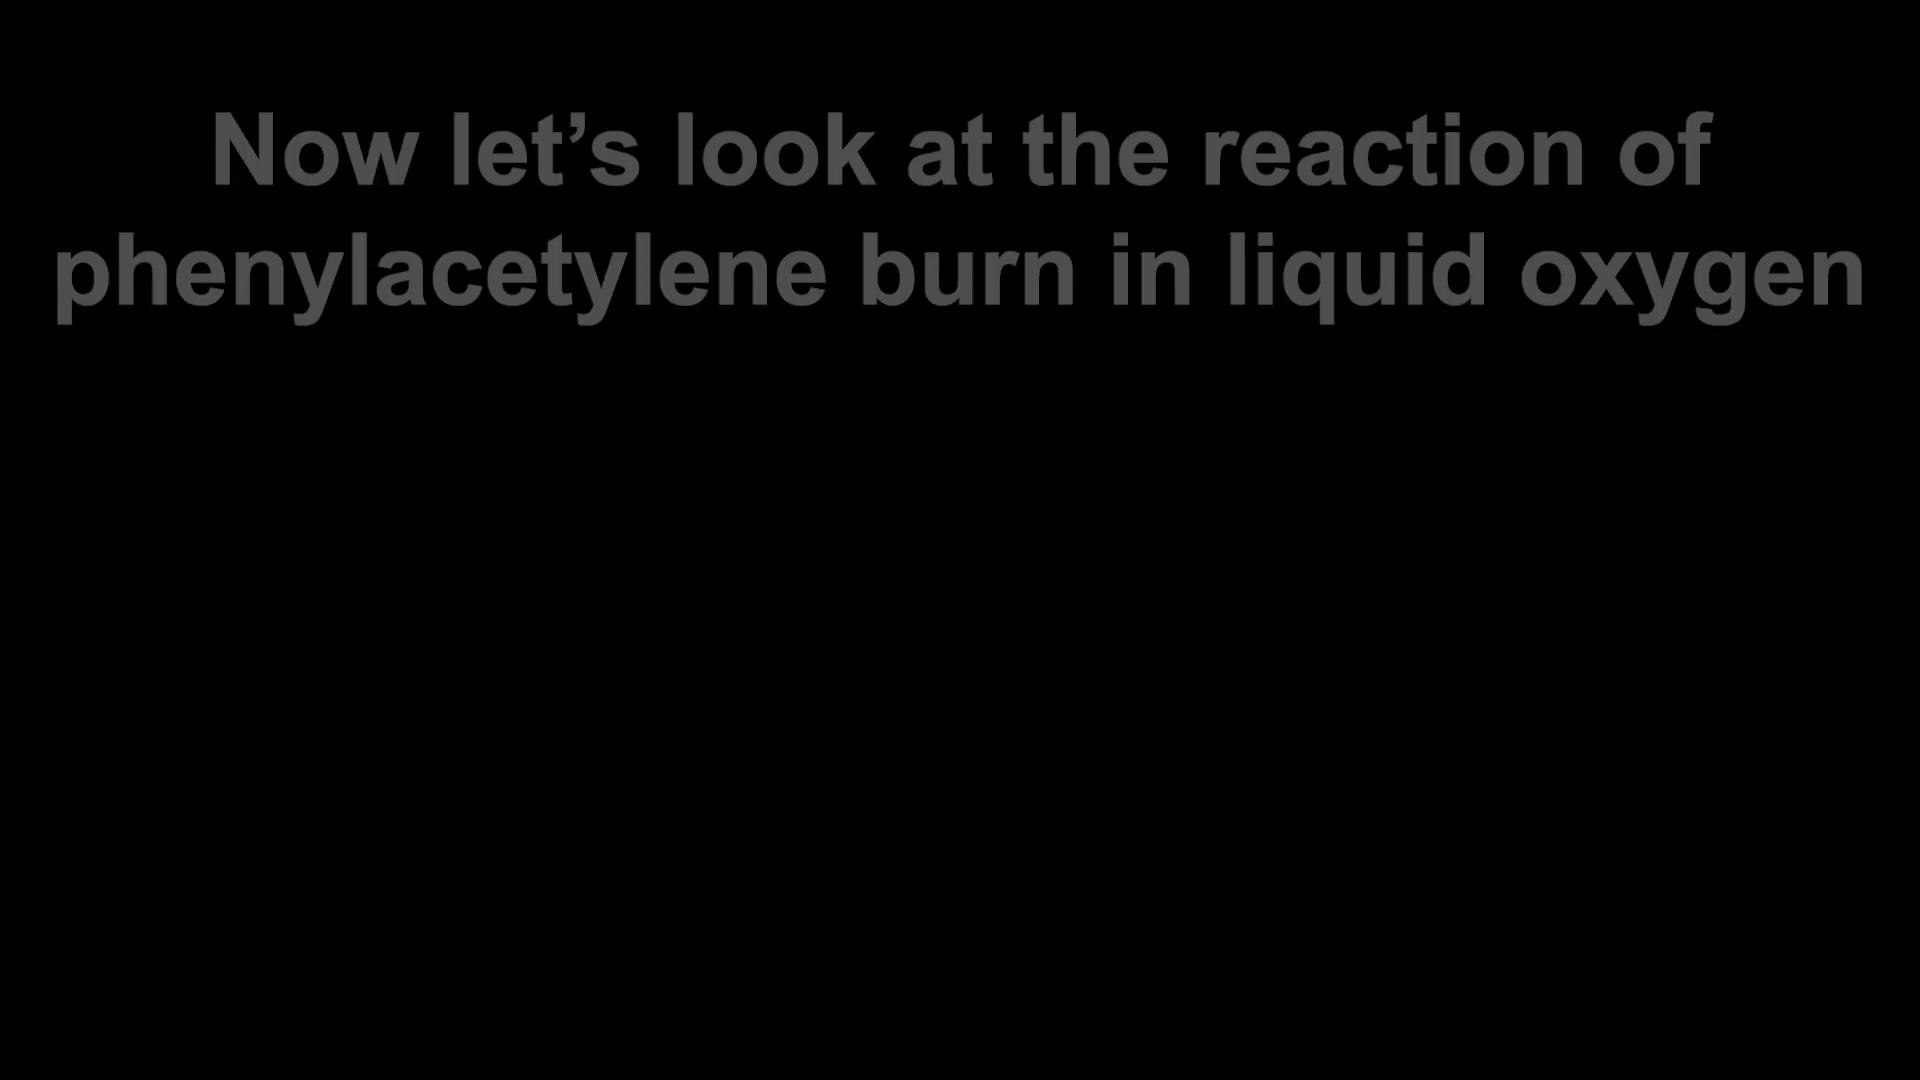 Now let’s look at the reaction of
phenylacetylene burn in liquid oxygen